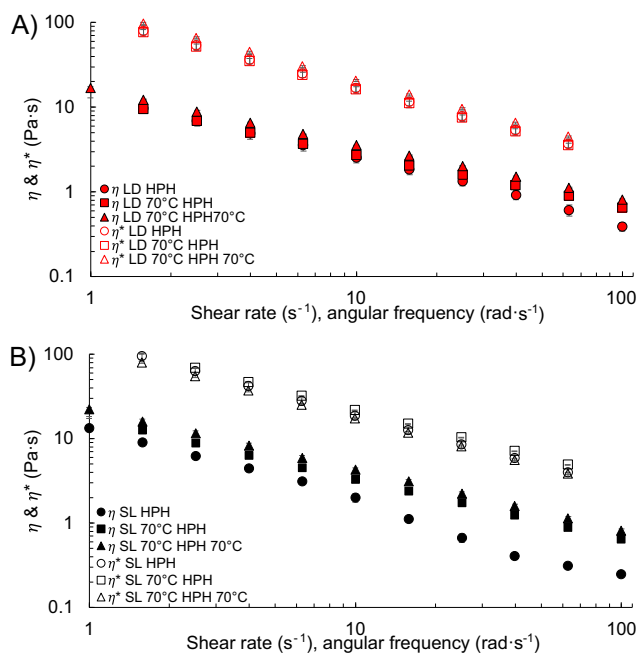 A)
100
10
1
0.1
η & η* (Pa·s)
η LD HPH
η LD 70°C HPH
η LD 70°C HPH70°C
η* LD HPH
η* LD 70°C HPH
η* LD 70°C HPH 70°C
1 10 100
Shear rate (s⁻¹), angular frequency (rad·s⁻¹)
B)
100
10
1
0.1
η & η* (Pa·s)
η SL HPH
η SL 70°C HPH
η SL 70°C HPH 70°C
η* SL HPH
η* SL 70°C HPH
η* SL 70°C HPH 70°C
1 10 100
Shear rate (s⁻¹), angular frequency (rad·s⁻¹)